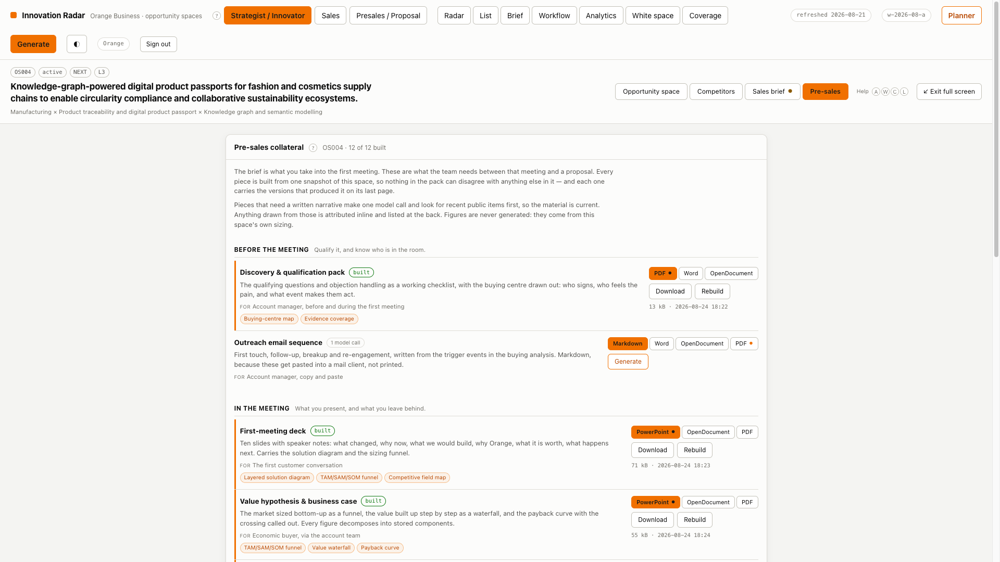 Innovation Radar Orange Business · opportunity spaces ? Strategist / Innovator Sales Presales / Proposal Radar List Brief Workflow Analytics White space Coverage refreshed 2026-08-21 w-2026-08-a Planner
Generate Orange Sign out
OS004 active NEXT L3
Knowledge-graph-powered digital product passports for fashion and cosmetics supply
chains to enable circularity compliance and collaborative sustainability ecosystems.
Manufacturing × Product traceability and digital product passport × Knowledge graph and semantic modelling
Opportunity space Competitors Sales brief Pre-sales Help A W C L ↙ Exit full screen
Pre-sales collateral ? OS004 · 12 of 12 built
The brief is what you take into the first meeting. These are what the team needs between that meeting and a proposal. Every
piece is built from one snapshot of this space, so nothing in the pack can disagree with anything else in it — and each one
carries the versions that produced it on its last page.
Pieces that need a written narrative make one model call and look for recent public items first, so the material is current.
Anything drawn from those is attributed inline and listed at the back. Figures are never generated: they come from this
space's own sizing.
BEFORE THE MEETING Qualify it, and know who is in the room.
Discovery & qualification pack built
The qualifying questions and objection handling as a working checklist, with the buying centre drawn out: who signs, who feels the
pain, and what event makes them act.
FOR Account manager, before and during the first meeting
Buying-centre map Evidence coverage
PDF Word OpenDocument
Download Rebuild
13 kB · 2026-08-24 18:22
Outreach email sequence 1 model call
First touch, follow-up, breakup and re-engagement, written from the trigger events in the buying analysis. Markdown,
because these get pasted into a mail client, not printed.
FOR Account manager, copy and paste
Markdown Word OpenDocument PDF
Generate
IN THE MEETING What you present, and what you leave behind.
First-meeting deck built
Ten slides with speaker notes: what changed, why now, what we would build, why Orange, what it is worth, what happens
next. Carries the solution diagram and the sizing funnel.
FOR The first customer conversation
Layered solution diagram TAM/SAM/SOM funnel Competitive field map
PowerPoint OpenDocument PDF
Download Rebuild
71 kB · 2026-08-24 18:23
Value hypothesis & business case built
The market sized bottom-up as a funnel, the value built up step by step as a waterfall, and the payback curve with the
crossing called out. Every figure decomposes into stored components.
FOR Economic buyer, via the account team
TAM/SAM/SOM funnel Value waterfall Payback curve
PowerPoint OpenDocument PDF
Download Rebuild
55 kB · 2026-08-24 18:24